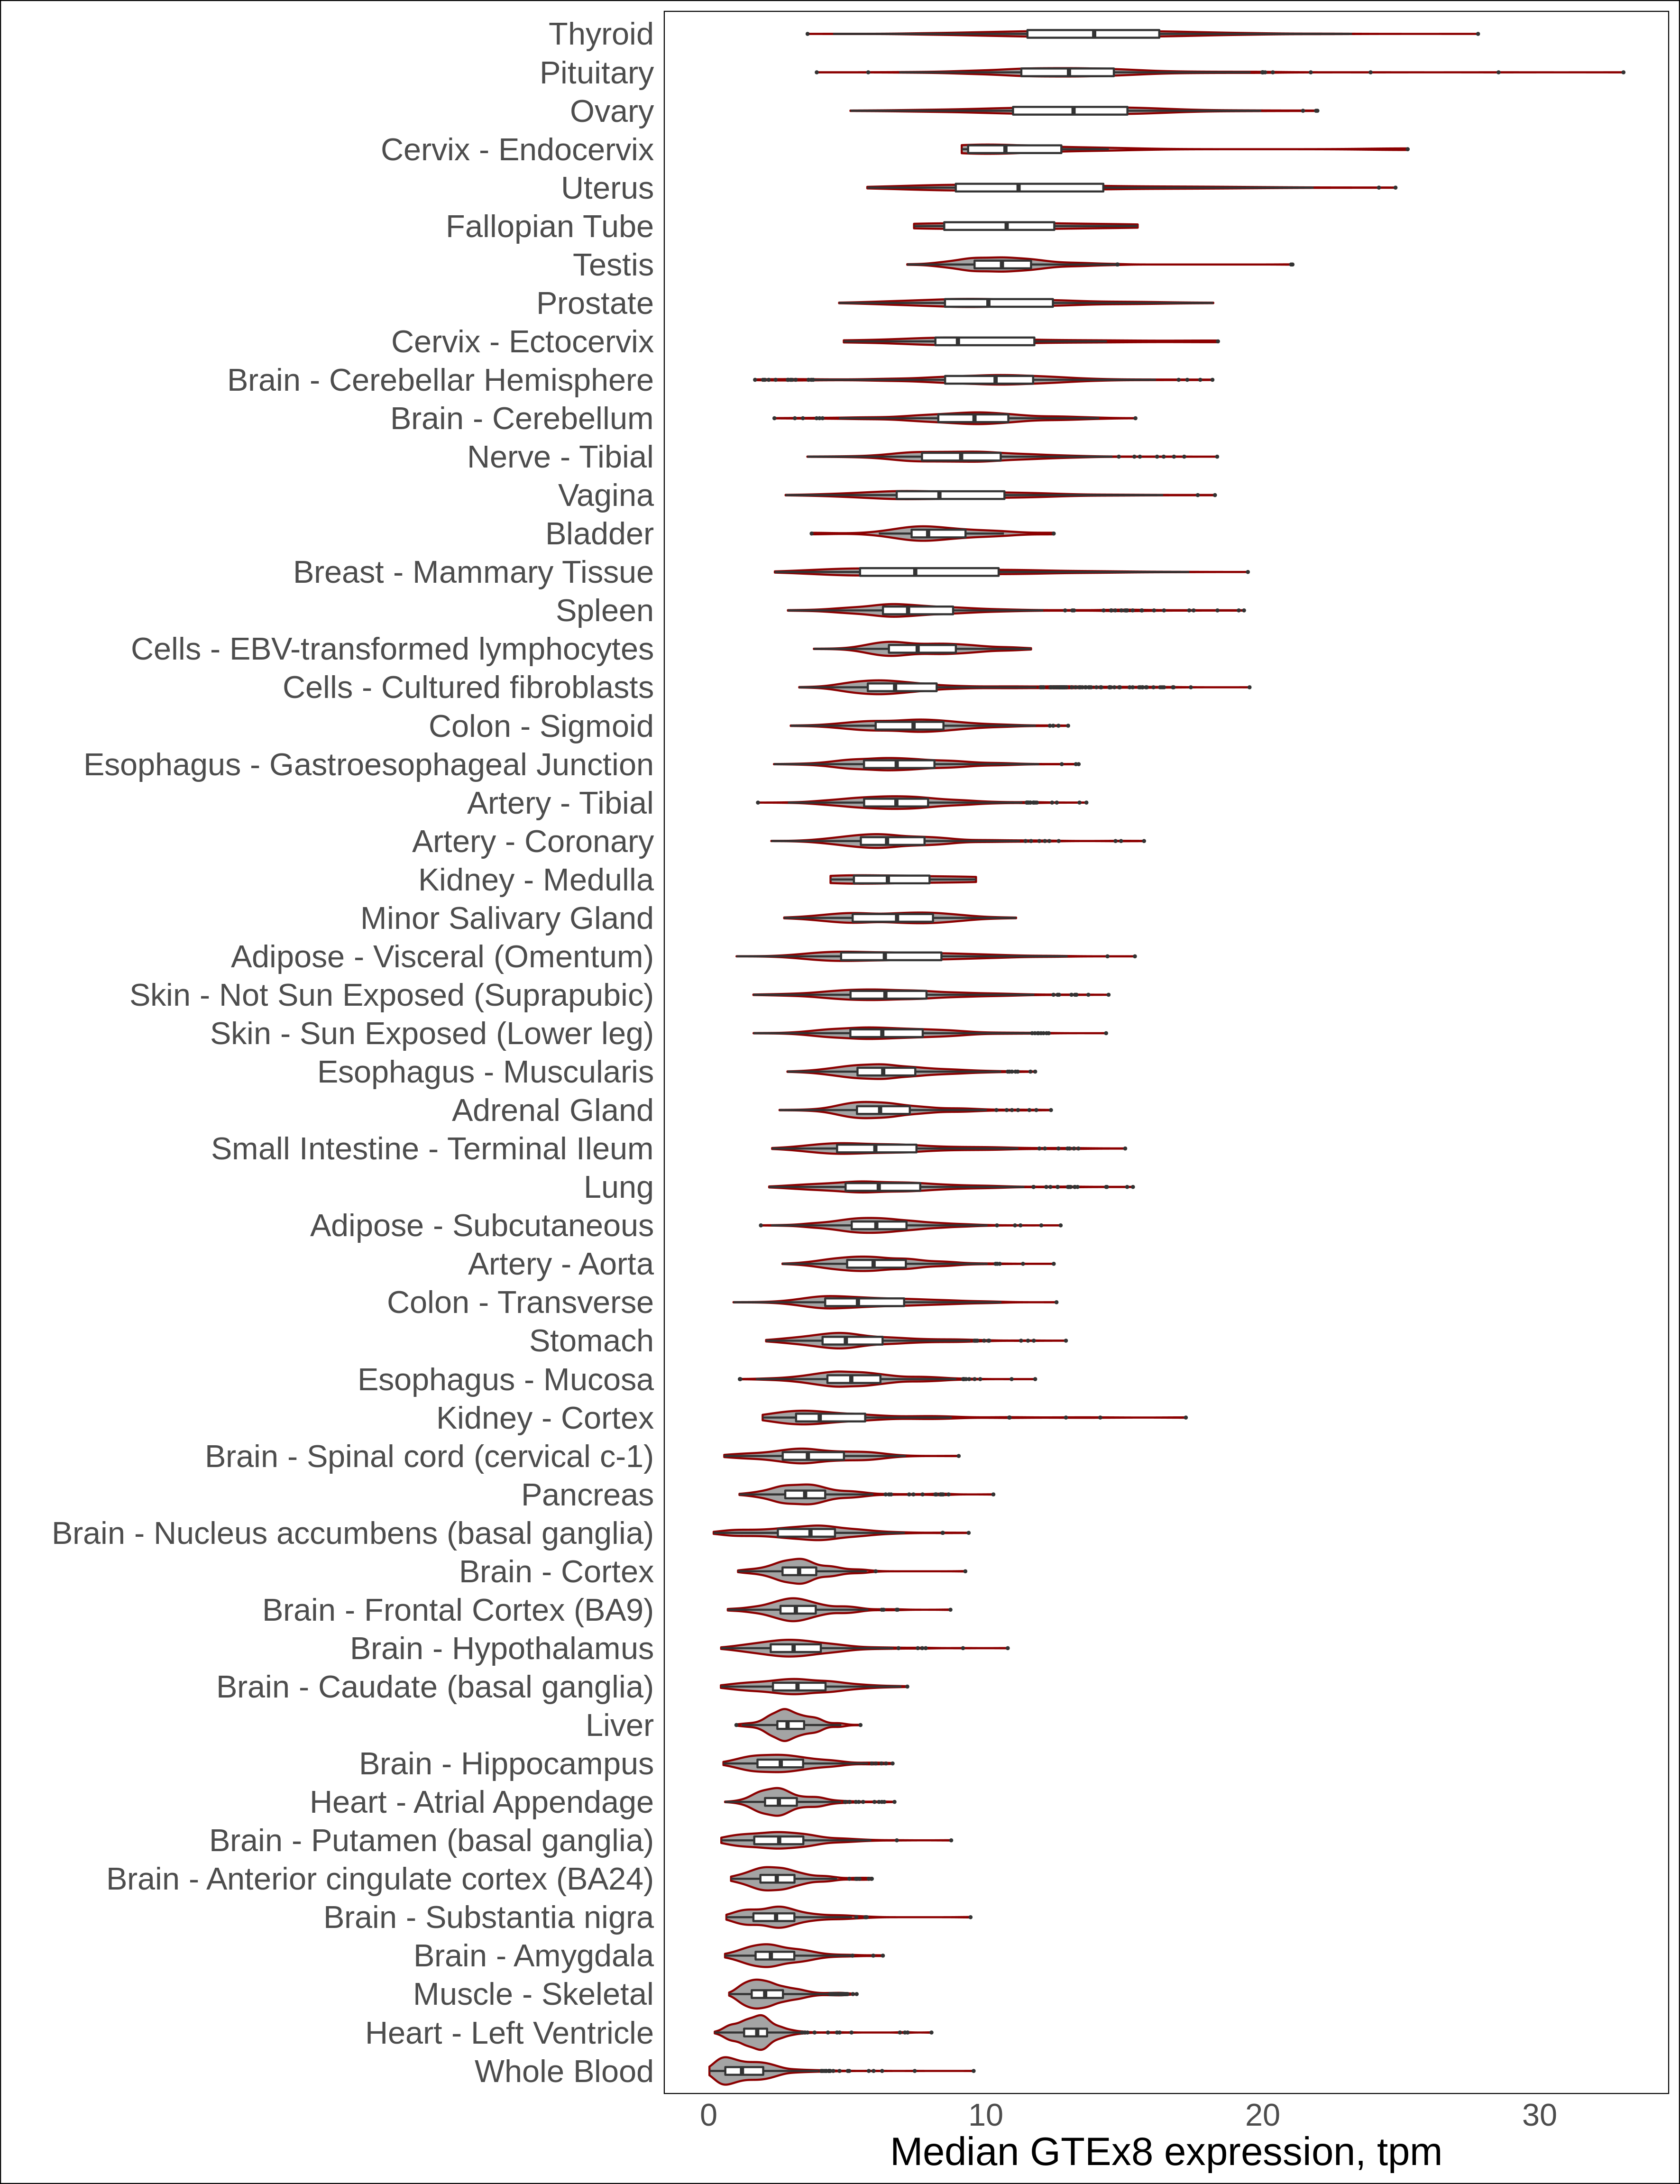 Thyroid
Pituitary
Ovary
Cervix - Endocervix
Uterus
Fallopian Tube
Testis
Prostate
Cervix - Ectocervix
Brain - Cerebellar Hemisphere
Brain - Cerebellum
Nerve - Tibial
Vagina
Bladder
Breast - Mammary Tissue
Spleen
Cells - EBV-transformed lymphocytes
Cells - Cultured fibroblasts
Colon - Sigmoid
Esophagus - Gastroesophageal Junction
Artery - Tibial
Artery - Coronary
Kidney - Medulla
Minor Salivary Gland
Adipose - Visceral (Omentum)
Skin - Not Sun Exposed (Suprapubic)
Skin - Sun Exposed (Lower leg)
Esophagus - Muscularis
Adrenal Gland
Small Intestine - Terminal Ileum
Lung
Adipose - Subcutaneous
Artery - Aorta
Colon - Transverse
Stomach
Esophagus - Mucosa
Kidney - Cortex
Brain - Spinal cord (cervical c-1)
Pancreas
Brain - Nucleus accumbens (basal ganglia)
Brain - Cortex
Brain - Frontal Cortex (BA9)
Brain - Hypothalamus
Brain - Caudate (basal ganglia)
Liver
Brain - Hippocampus
Heart - Atrial Appendage
Brain - Putamen (basal ganglia)
Brain - Anterior cingulate cortex (BA24)
Brain - Substantia nigra
Brain - Amygdala
Muscle - Skeletal
Heart - Left Ventricle
Whole Blood
0 10 20 30
Median GTEx8 expression, tpm